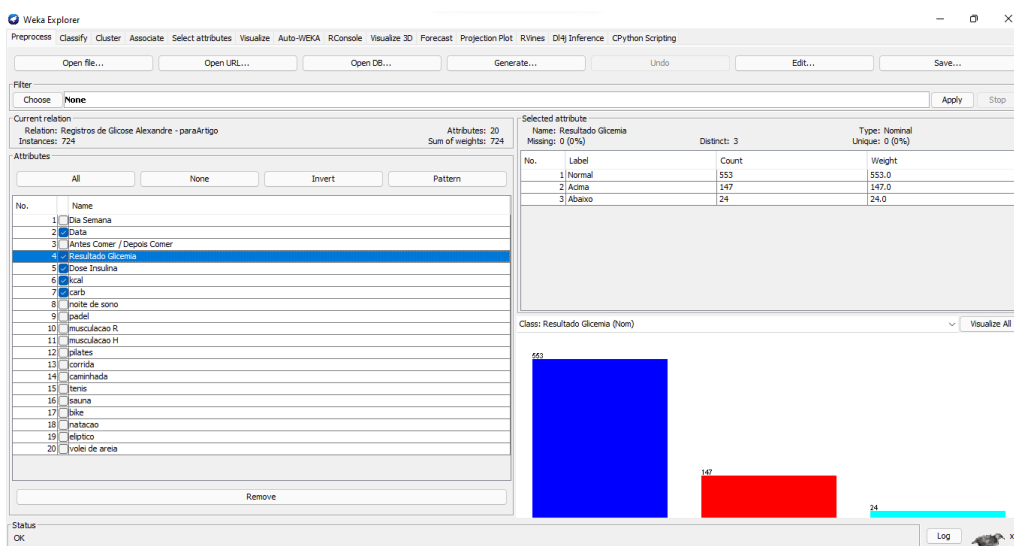 Weka Explorer
Preprocess Classify Cluster Associate Select attributes Visualize Auto-WEKA RConsole Visualize 3D Forecast Projection Plot RVines Dl4j Inference CPython Scripting
Open file... Open URL... Open DB... Generate... Undo Edit... Save...
Filter
Choose None Apply Stop
Current relation
Relation: Registros de Glicose Alexandre - paraArtigo Attributes: 20
Instances: 724 Sum of weights: 724
Attributes
All None Invert Pattern
No. Name
1 Dia Semana
2 Data
3 Antes Comer / Depois Comer
4 Resultado Glicemia
5 Dose Insulina
6 kcal
7 carb
8 noite de sono
9 padel
10 musculacao R
11 musculacao H
12 pilates
13 corrida
14 caminhada
15 tenis
16 sauna
17 bike
18 natacao
19 eliptico
20 volei de areia
Remove
Selected attribute
Name: Resultado Glicemia Type: Nominal
Missing: 0 (0%) Distinct: 3 Unique: 0 (0%)
No. Label Count Weight
1 Normal 553 553.0
2 Acima 147 147.0
3 Abaixo 24 24.0
Class: Resultado Glicemia (Nom) Visualize All
553
147
24
Status
OK Log x